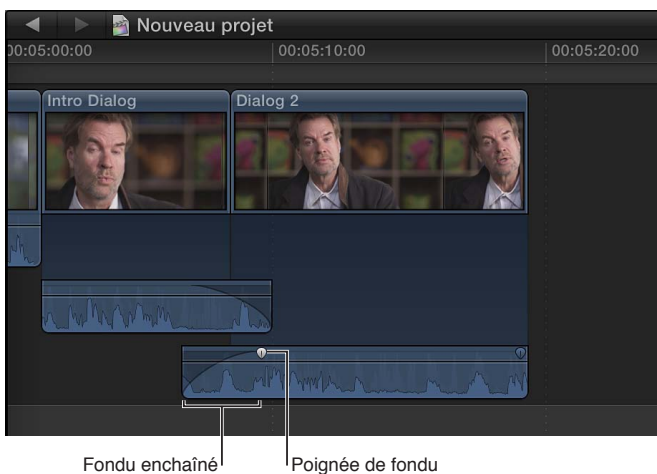 Nouveau projet
00:05:00:00
00:05:10:00
00:05:20:00
Intro Dialog
Dialog 2
Fondu enchaîné
Poignée de fondu